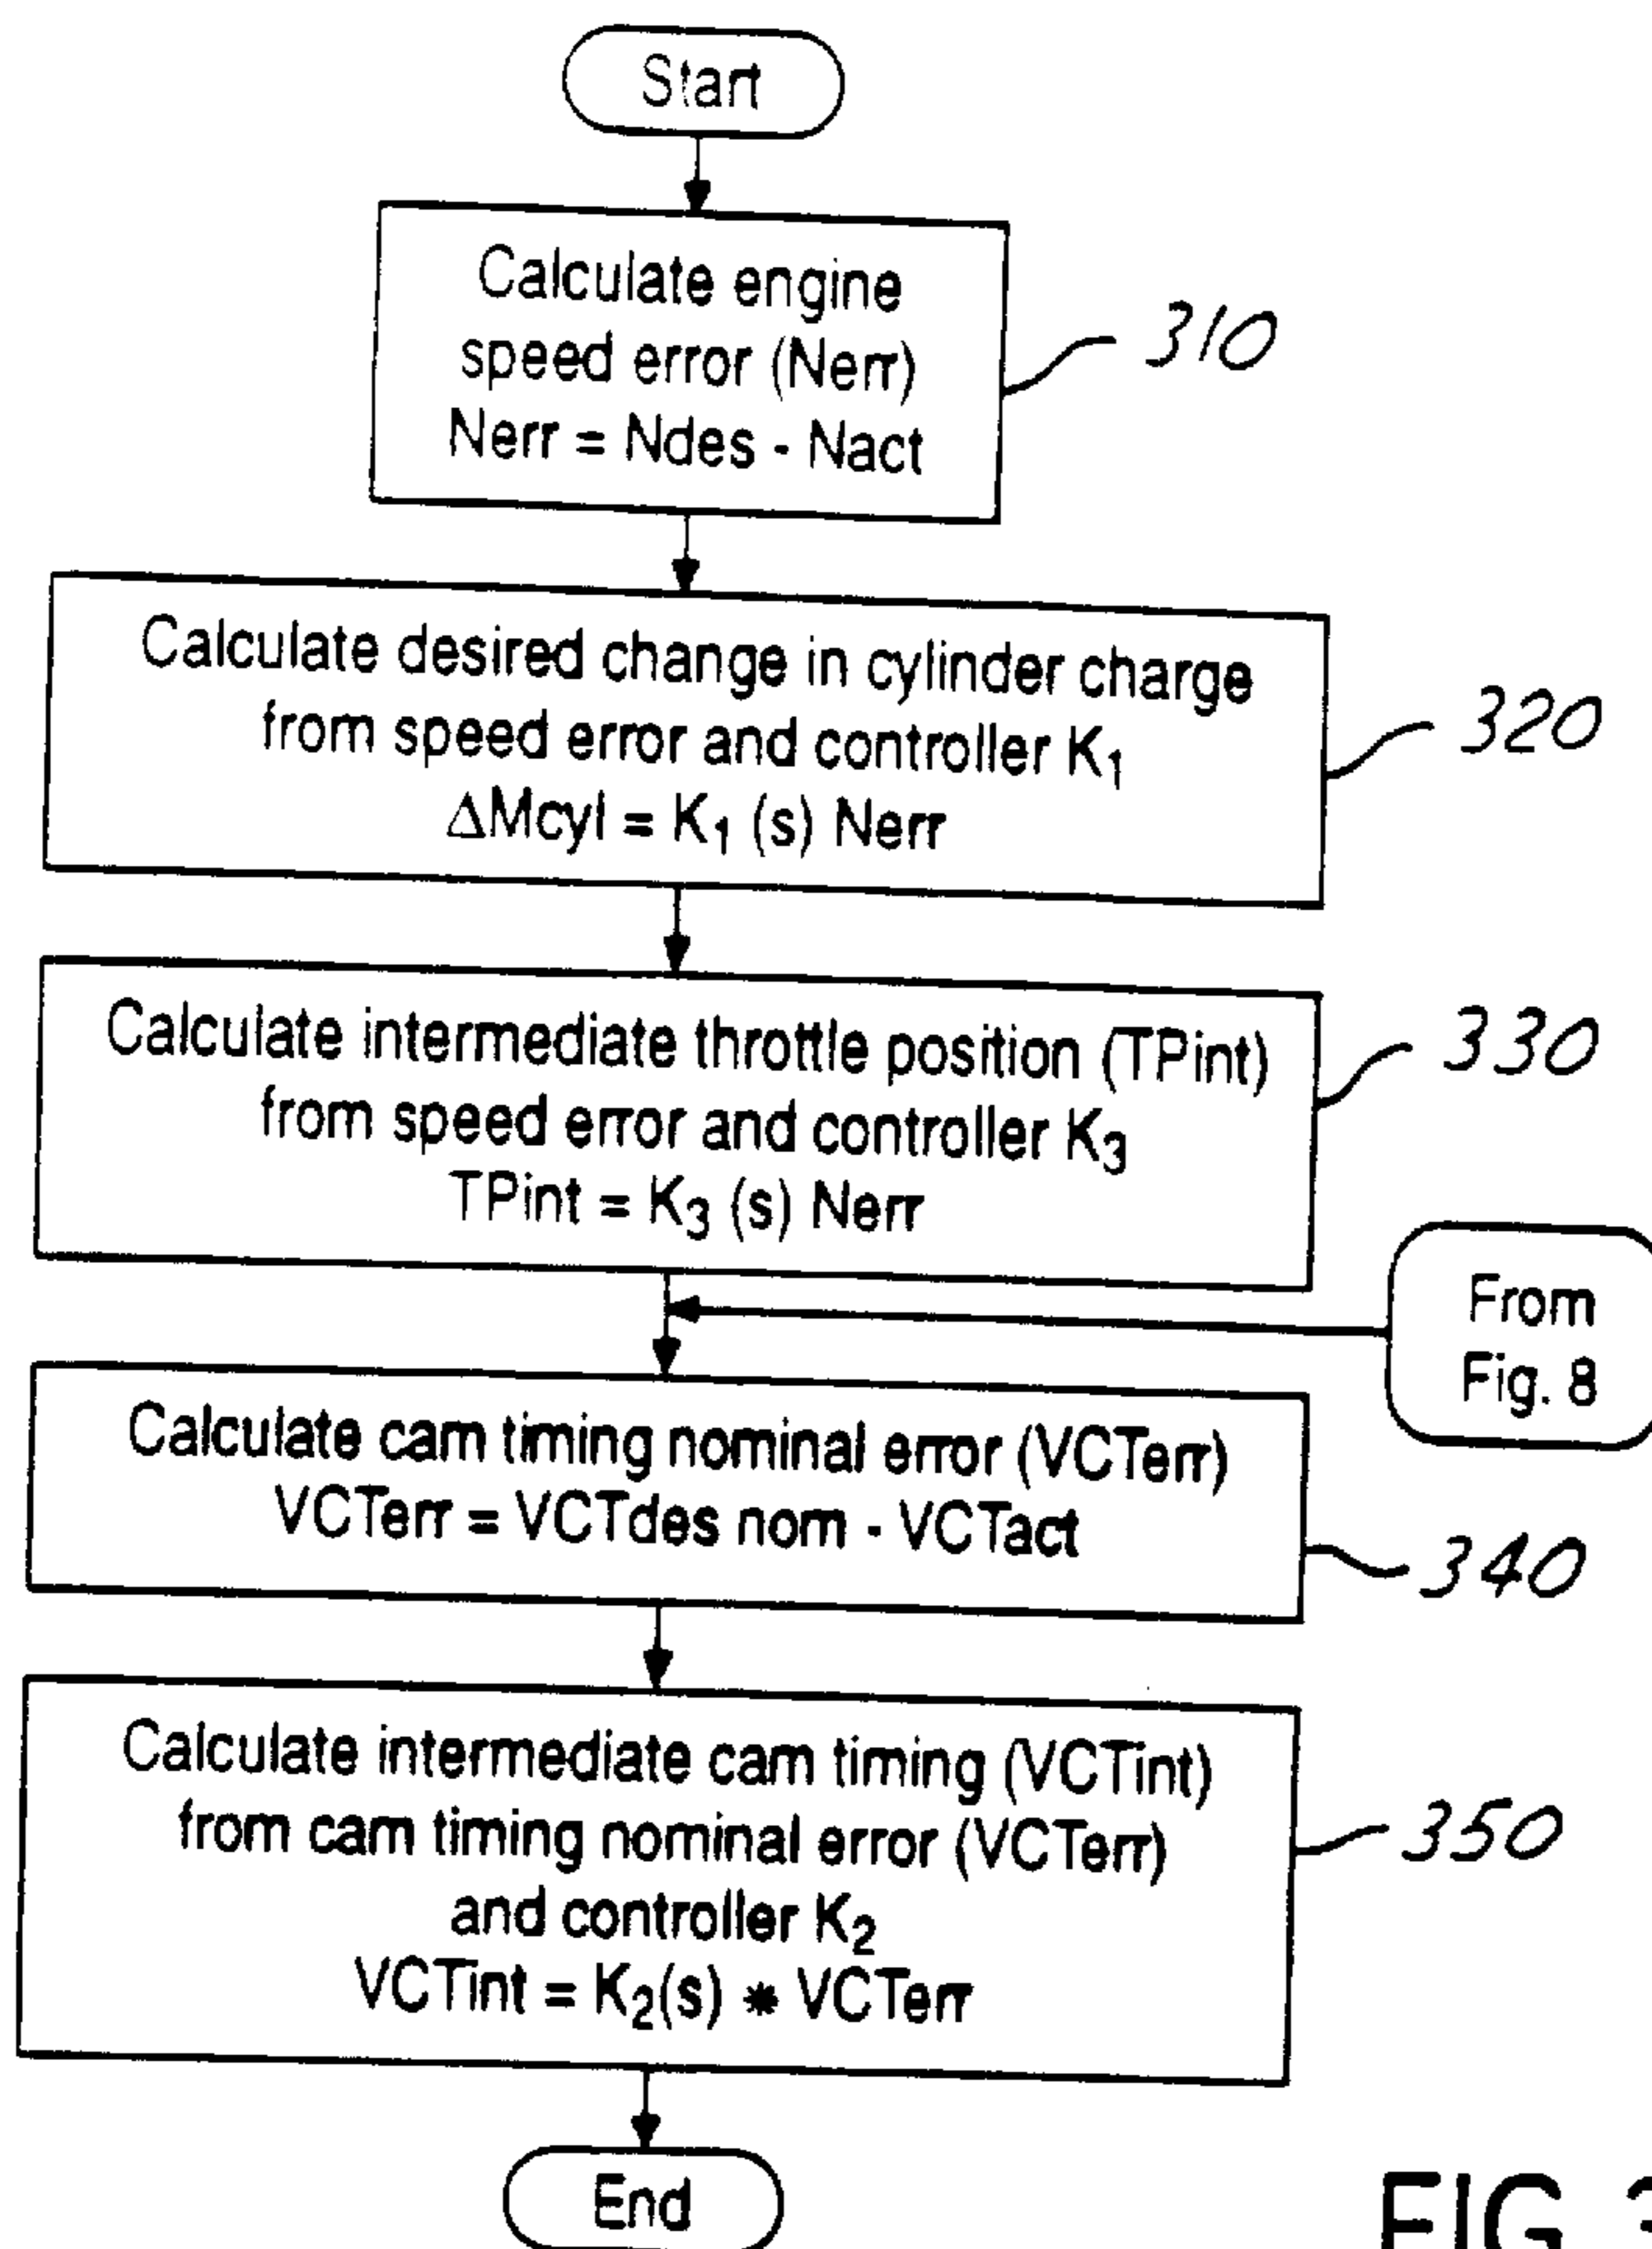 Start
Calculate engine
speed error (Nerr)
Nerr = Ndes - Nact
310
Calculate desired change in cylinder charge
from speed error and controller K₁
ΔMcyl = K₁ (s) Nerr
320
Calculate intermediate throttle position (TPint)
from speed error and controller K₃
TPint = K₃ (s) Nerr
330
From
Fig. 8
Calculate cam timing nominal error (VCTerr)
VCTerr = VCTdes nom - VCTact
340
Calculate intermediate cam timing (VCTint)
from cam timing nominal error (VCTerr)
and controller K₂
VCTint = K₂(s) * VCTerr
350
End
FIG.3